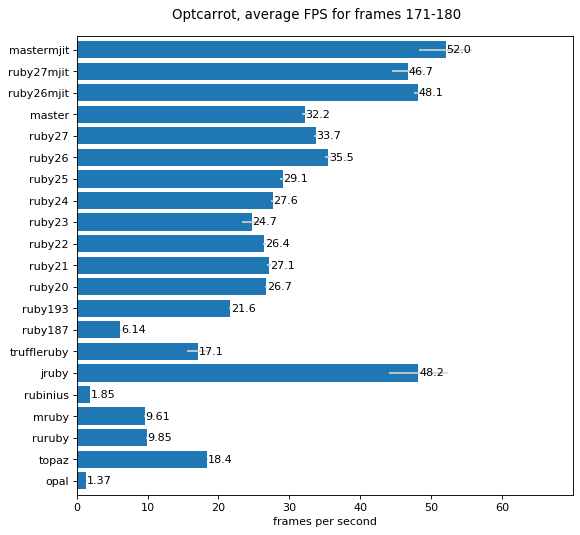 Optcarrot, average FPS for frames 171-180
mastermjit 52.0
ruby27mjit 46.7
ruby26mjit 48.1
master 32.2
ruby27 33.7
ruby26 35.5
ruby25 29.1
ruby24 27.6
ruby23 24.7
ruby22 26.4
ruby21 27.1
ruby20 26.7
ruby193 21.6
ruby187 6.14
truffleruby 17.1
jruby 48.2
rubinius 1.85
mruby 9.61
ruruby 9.85
topaz 18.4
opal 1.37
0 10 20 30 40 50 60
frames per second